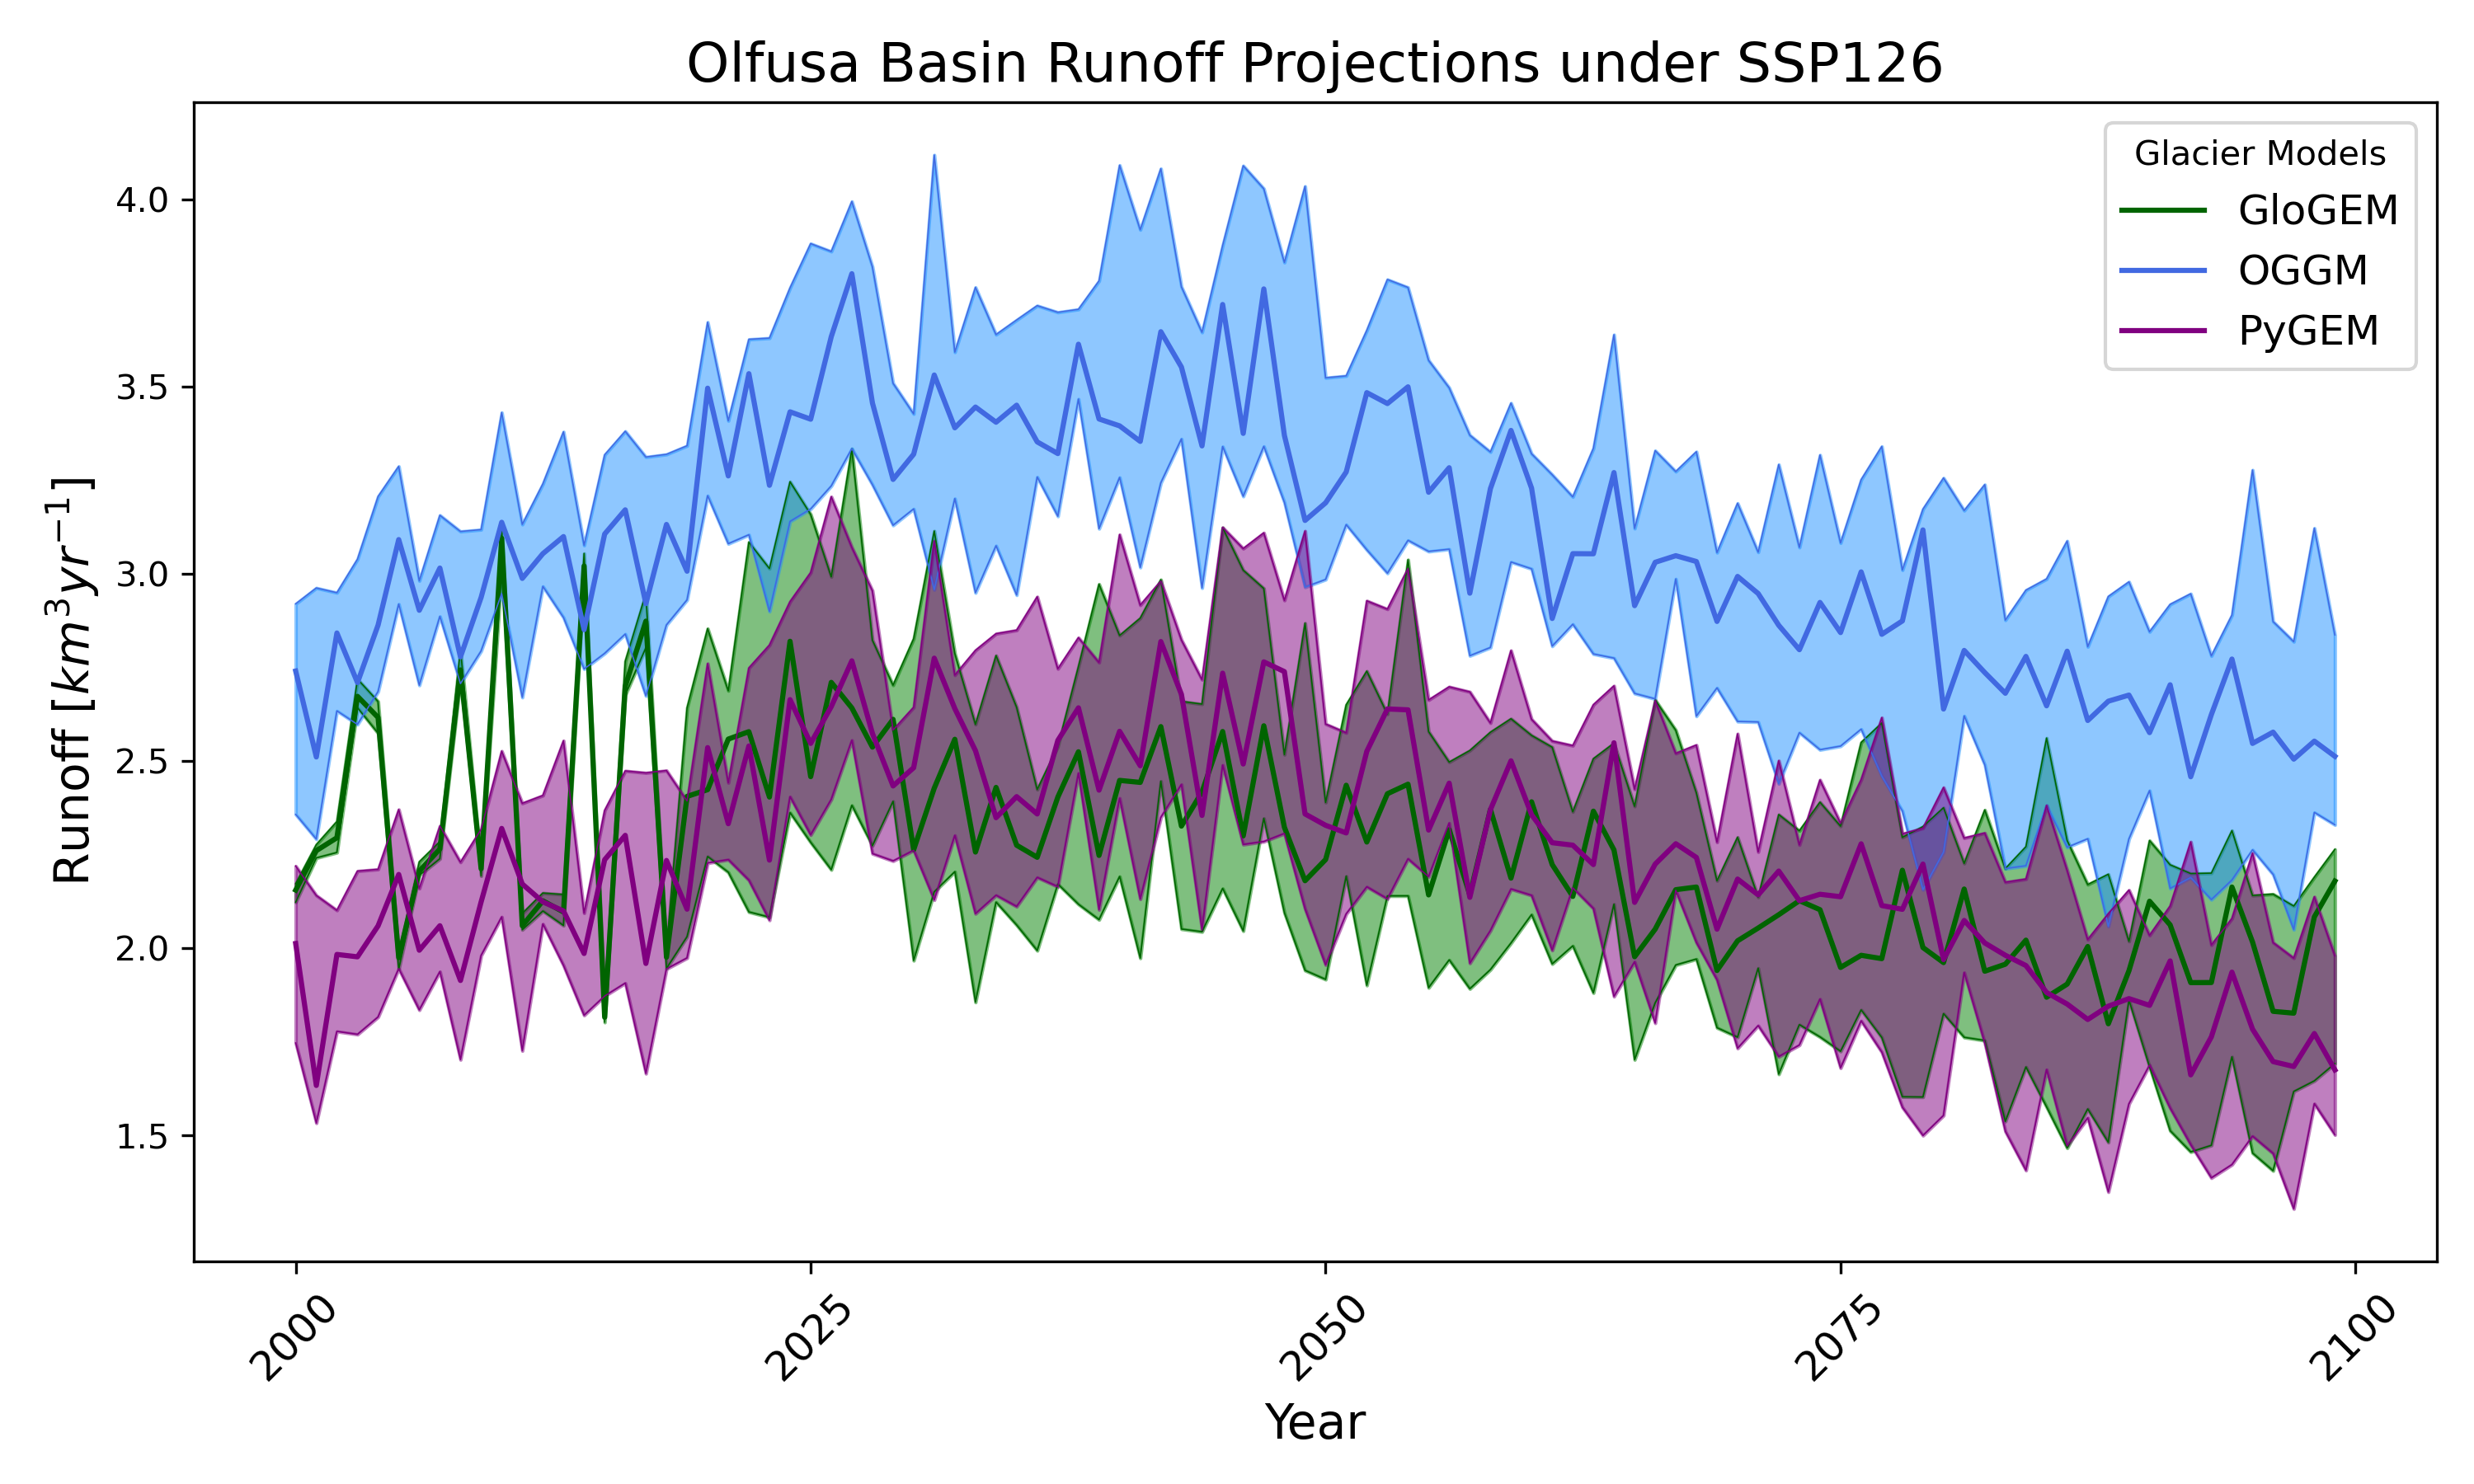 Olfusa Basin Runoff Projections under SSP126
Glacier Models
GloGEM
OGGM
PyGEM
Runoff [km³yr⁻¹]
4.0
3.5
3.0
2.5
2.0
1.5
2000
2025
2050
2075
2100
Year